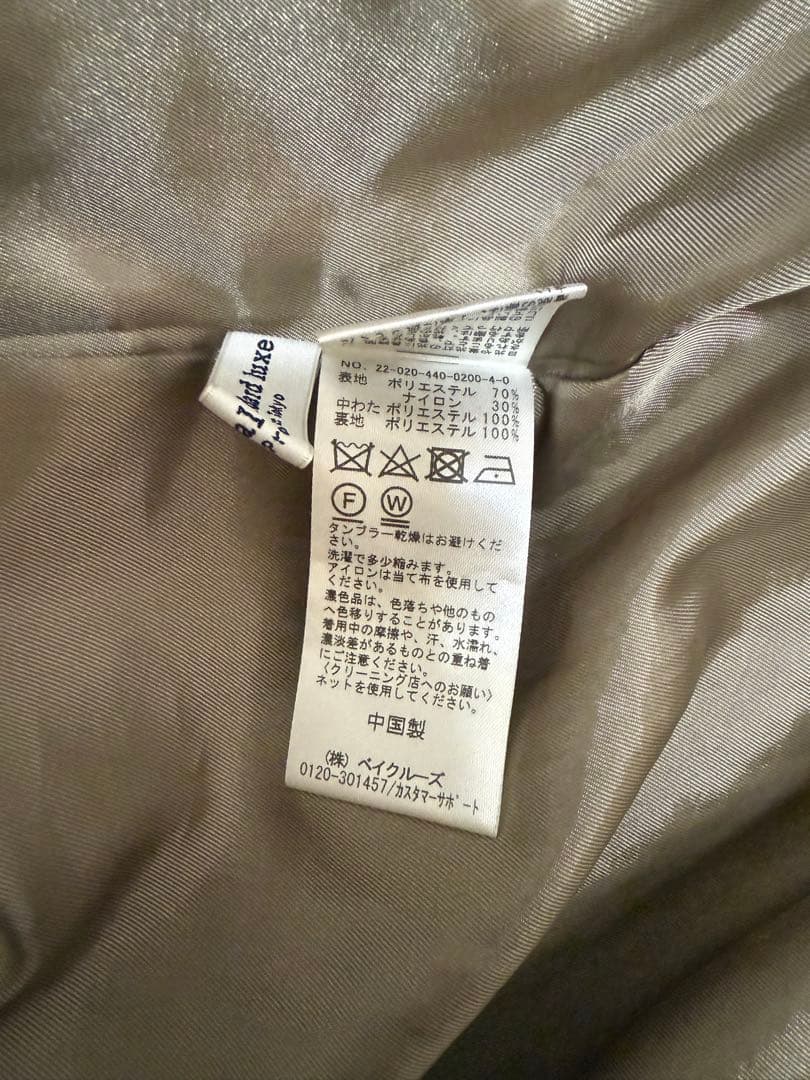 luxe
NO. 22-020-440-0200-4-0
表地 ポリエステル 70%
ナイロン 30%
中わた ポリエステル 100%
裏地 ポリエステル 100%
F W
タンブラー乾燥はお避けくだ
さい。
洗濯で多少縮みます。
アイロンは当て布を使用して
ください。
濃色品は、色落ちや他のもの
へ色移りすることがあります。
着用中の摩擦や、汗、水濡れ、
濃淡差があるものとの重ね着
にご注意ください。
〈クリーニング店へのお願い〉
ネットを使用してください。
中国製
(株) ベイクルーズ
0120-301457/カスタマーサポート